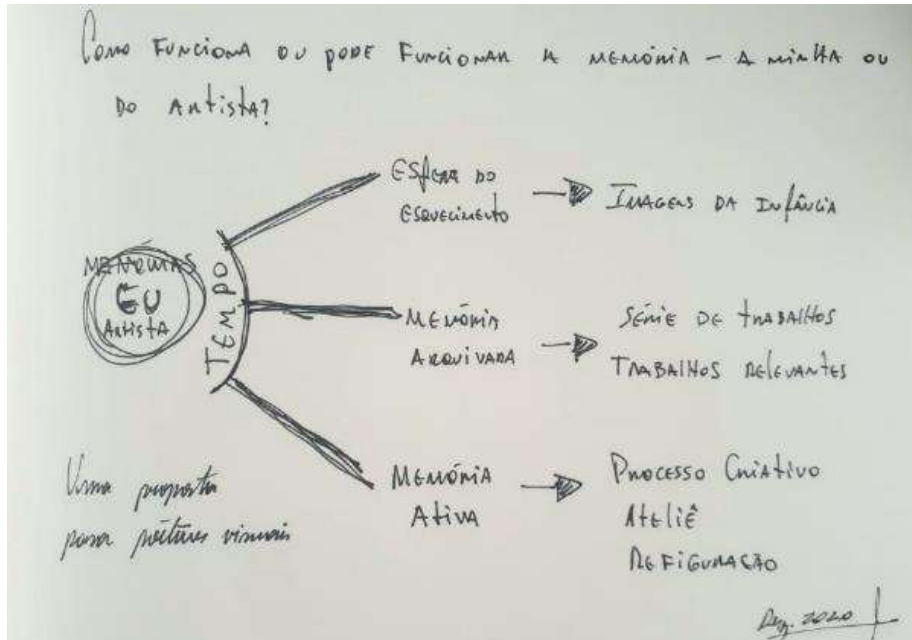 Como funciona ou pode funcionar a memória – a minha ou
do artista?
MEMÓRIAS
EU
Artista
TEMPO
Esfera do
esquecimento
Imagens da infância
Memória
arquivada
Série de trabalhos
Trabalhos relevantes
Memória
Ativa
Processo Criativo
Ateliê
Refiguração
Uma proposta
para poéticas visuais
2020